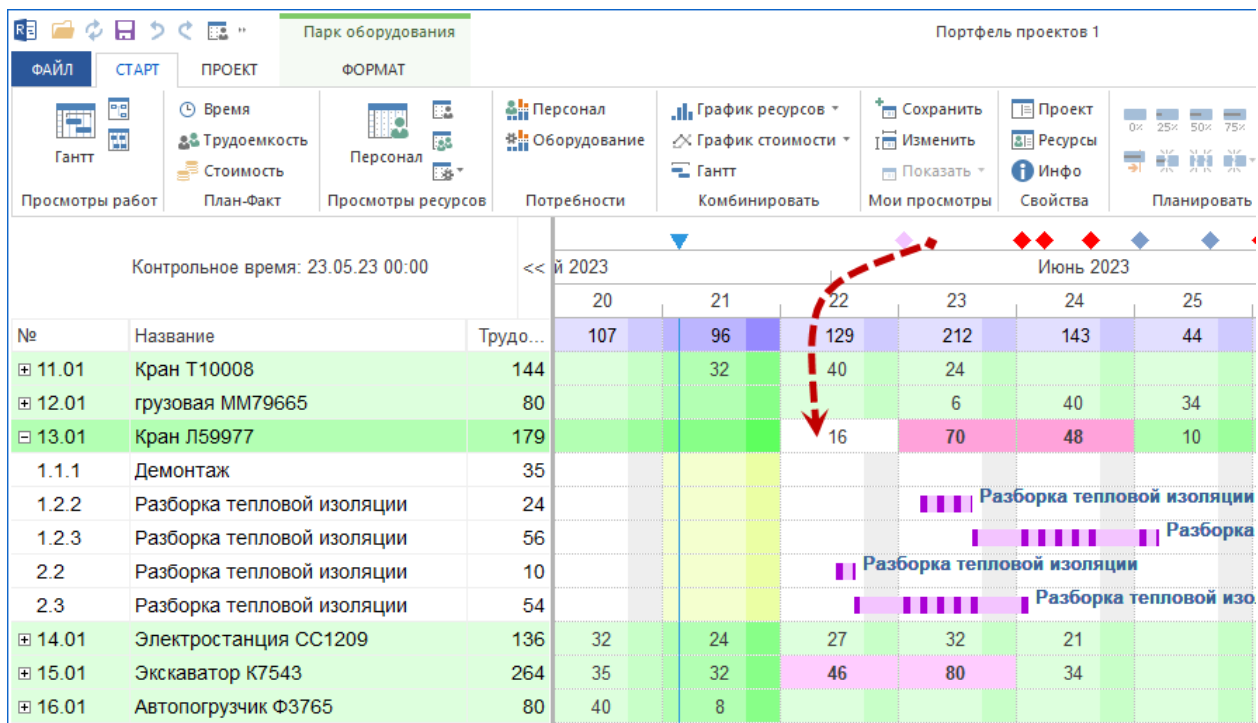 Парк оборудования
Портфель проектов 1
ФАЙЛ СТАРТ ПРОЕКТ ФОРМАТ
Время Персонал График ресурсов Сохранить Проект
0% 25% 50% 75%
Трудоемкость Оборудование График стоимости Изменить Ресурсы
Гантт Персонал
Стоимость Гантт Показать Инфо
Просмотры работ План-Факт Просмотры ресурсов Потребности Комбинировать Мои просмотры Свойства Планировать
Контрольное время: 23.05.23 00:00 << й 2023 Июнь 2023
20 21 22 23 24 25
№ Название Трудо... 107 96 129 212 143 44
11.01 Кран Т10008 144 32 40 24
12.01 грузовая ММ79665 80 6 40 34
13.01 Кран Л59977 179 16 70 48 10
1.1.1 Демонтаж 35
1.2.2 Разборка тепловой изоляции 24 Разборка тепловой изоляции
1.2.3 Разборка тепловой изоляции 56 Разборка
2.2 Разборка тепловой изоляции 10 Разборка тепловой изоляции
2.3 Разборка тепловой изоляции 54 Разборка тепловой изо
14.01 Электростанция СС1209 136 32 24 27 32 21
15.01 Экскаватор К7543 264 35 32 46 80 34
16.01 Автопогрузчик Ф3765 80 40 8